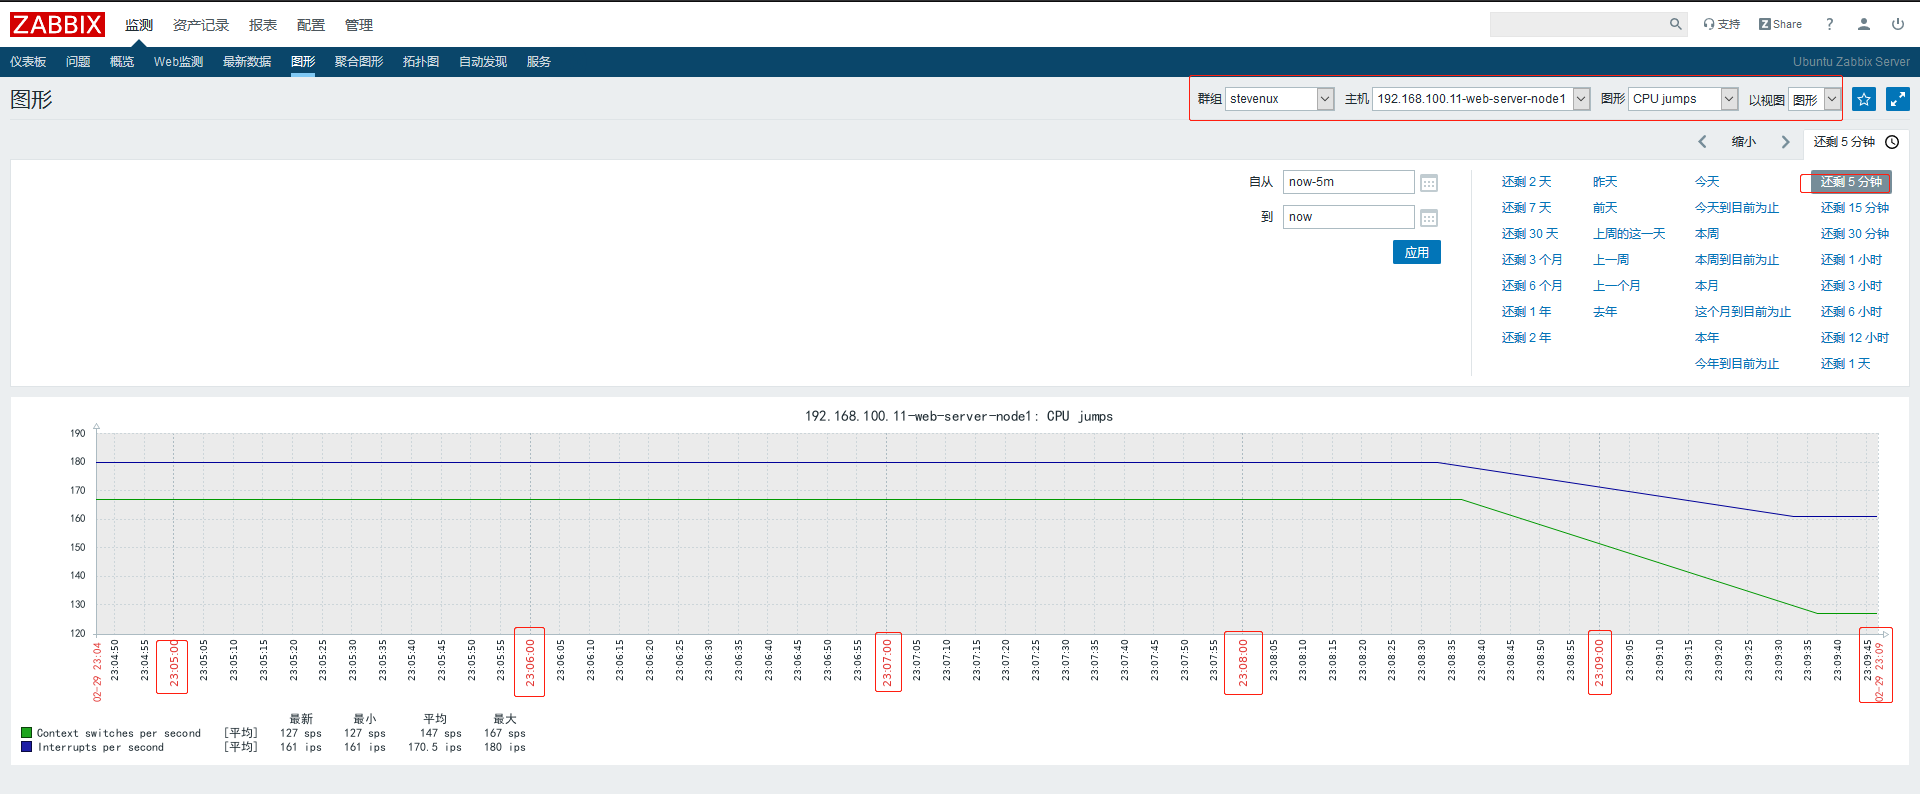 ZABBIX 监测 资产记录 报表 配置 管理 支持 Z Share ?
仪表板 问题 概览 Web监测 最新数据 图形 聚合图形 拓扑图 自动发现 服务 Ubuntu Zabbix Server
图形 群组 stevenux 主机 192.168.100.11-web-server-node1 图形 CPU jumps 以视图 图形
缩小 还剩 5 分钟
自从 now-5m 还剩 2 天 昨天 今天 还剩 5 分钟
还剩 7 天 前天 今天到目前为止 还剩 15 分钟
到 now
还剩 30 天 上周的这一天 本周 还剩 30 分钟
应用 还剩 3 个月 上一周 本周到目前为止 还剩 1 小时
还剩 6 个月 上一个月 本月 还剩 3 小时
还剩 1 年 去年 这个月到目前为止 还剩 6 小时
还剩 2 年 本年 还剩 12 小时
今年到目前为止 还剩 1 天
192.168.100.11-web-server-node1: CPU jumps
190
180
170
160
150
140
130
120
02-29 23:04 23:04:50 23:04:55 23:05:00 23:05:05 23:05:10 23:05:15 23:05:20 23:05:25 23:05:30 23:05:35 23:05:40 23:05:45 23:05:50 23:05:55 23:06:00 23:06:05 23:06:10 23:06:15 23:06:20 23:06:25 23:06:30 23:06:35 23:06:40 23:06:45 23:06:50 23:06:55 23:07:00 23:07:05 23:07:10 23:07:15 23:07:20 23:07:25 23:07:30 23:07:35 23:07:40 23:07:45 23:07:50 23:07:55 23:08:00 23:08:05 23:08:10 23:08:15 23:08:20 23:08:25 23:08:30 23:08:35 23:08:40 23:08:45 23:08:50 23:08:55 23:09:00 23:09:05 23:09:10 23:09:15 23:09:20 23:09:25 23:09:30 23:09:35 23:09:40 23:09:45 02-29 23:09
最新 最小 平均 最大
Context switches per second [平均] 127 sps 127 sps 147 sps 167 sps
Interrupts per second [平均] 161 ips 161 ips 170.5 ips 180 ips